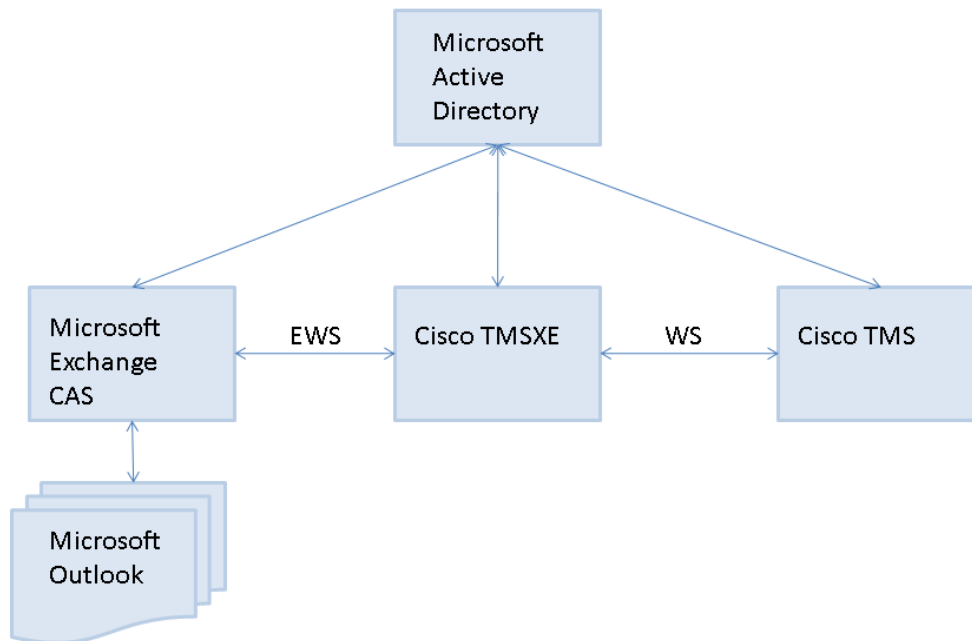 Microsoft
Active
Directory
Microsoft
Exchange
CAS
EWS
Cisco TMSXE
WS
Cisco TMS
Microsoft
Outlook